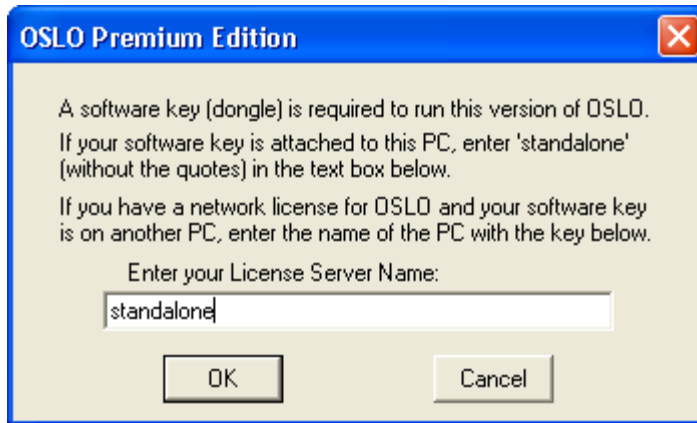 OSLO Premium Edition
A software key (dongle) is required to run this version of OSLO.
If your software key is attached to this PC, enter 'standalone'
(without the quotes) in the text box below.
If you have a network license for OSLO and your software key
is on another PC, enter the name of the PC with the key below.
Enter your License Server Name:
standalone
OK Cancel